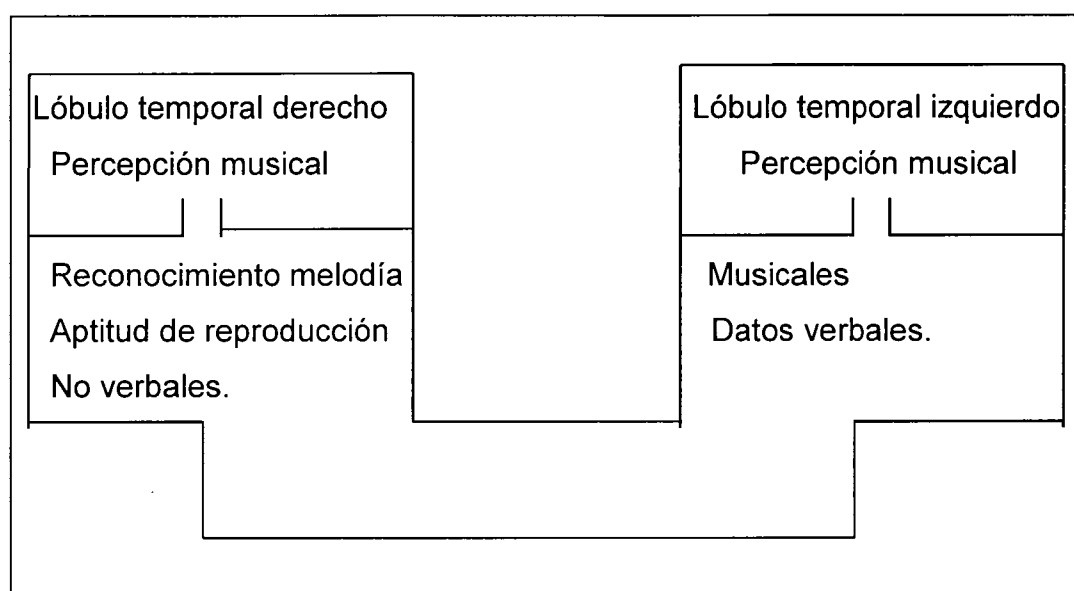 Lóbulo temporal derecho
Percepción musical
Reconocimiento melodía
Aptitud de reproducción
No verbales.
Lóbulo temporal izquierdo
Percepción musical
Musicales
Datos verbales.